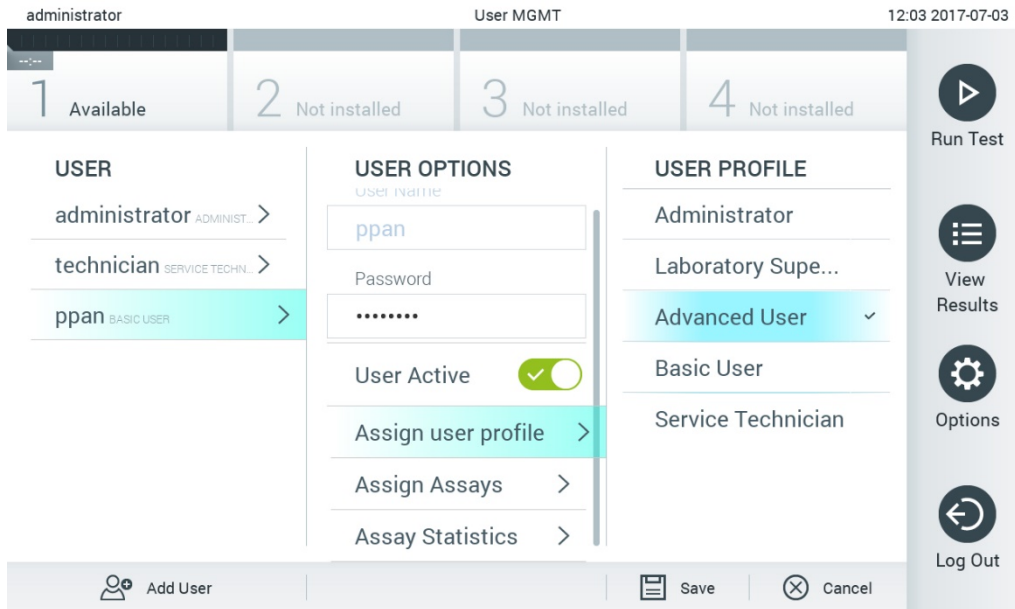 administrator User MGMT 12:03 2017-07-03
--:--
1 Available 2 Not installed 3 Not installed 4 Not installed
Run Test
USER
administrator ADMINIST...
technician SERVICE TECHN...
ppan BASIC USER
Add User
USER OPTIONS
User Name
ppan
Password
••••••••
User Active
Assign user profile
Assign Assays
Assay Statistics
USER PROFILE
Administrator
Laboratory Supe...
Advanced User
Basic User
Service Technician
Save
Cancel
View
Results
Options
Log Out